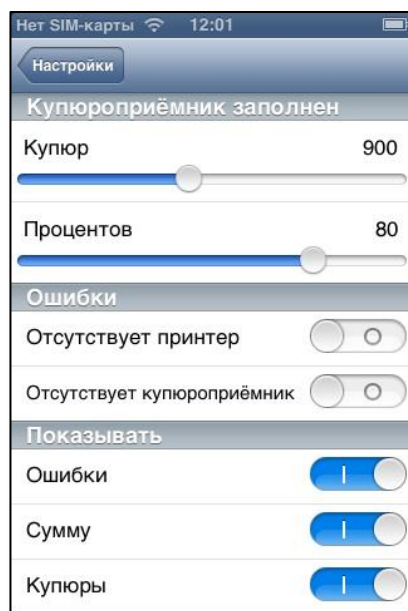 Нет SIM-карты 12:01
Настройки
Купюроприёмник заполнен
Купюр 900
Процентов 80
Ошибки
Отсутствует принтер
Отсутствует купюроприёмник
Показывать
Ошибки
Сумму
Купюры